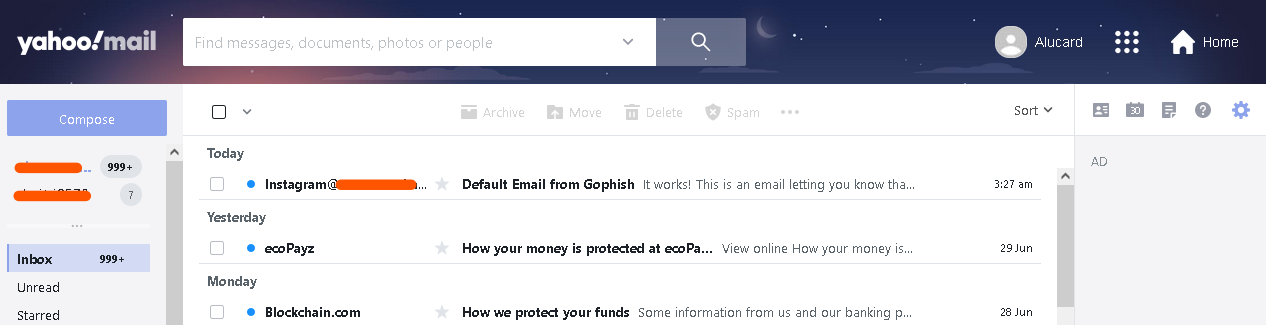 yahoo!mail
Find messages, documents, photos or people
Alucard
Home
Compose
999+
7
Inbox 999+
Unread
Starred
Archive Move Delete Spam
Sort
30
Today
Instagram@ Default Email from Gophish It works! This is an email letting you know tha... 3:27 am
Yesterday
ecoPayz How your money is protected at ecoPa... View online How your money is... 29 Jun
Monday
Blockchain.com How we protect your funds Some information from us and our banking p... 28 Jun
AD